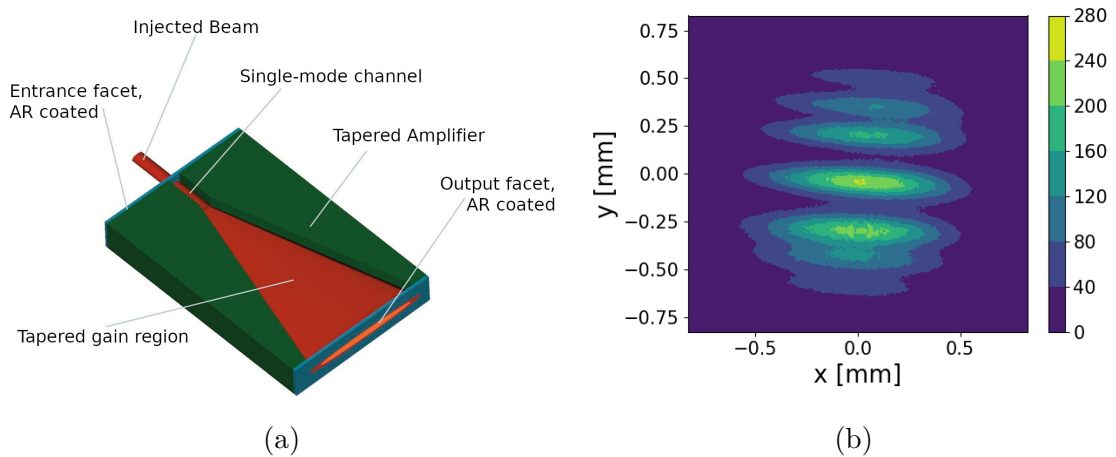 Injected Beam
Single-mode channel
Entrance facet,
AR coated
Tapered Amplifier
Output facet,
AR coated
Tapered gain region
(a)
0.75
0.50
0.25
0.00
−0.25
−0.50
−0.75
y [mm]
−0.5
0.0
0.5
x [mm]
280
240
200
160
120
80
40
0
(b)